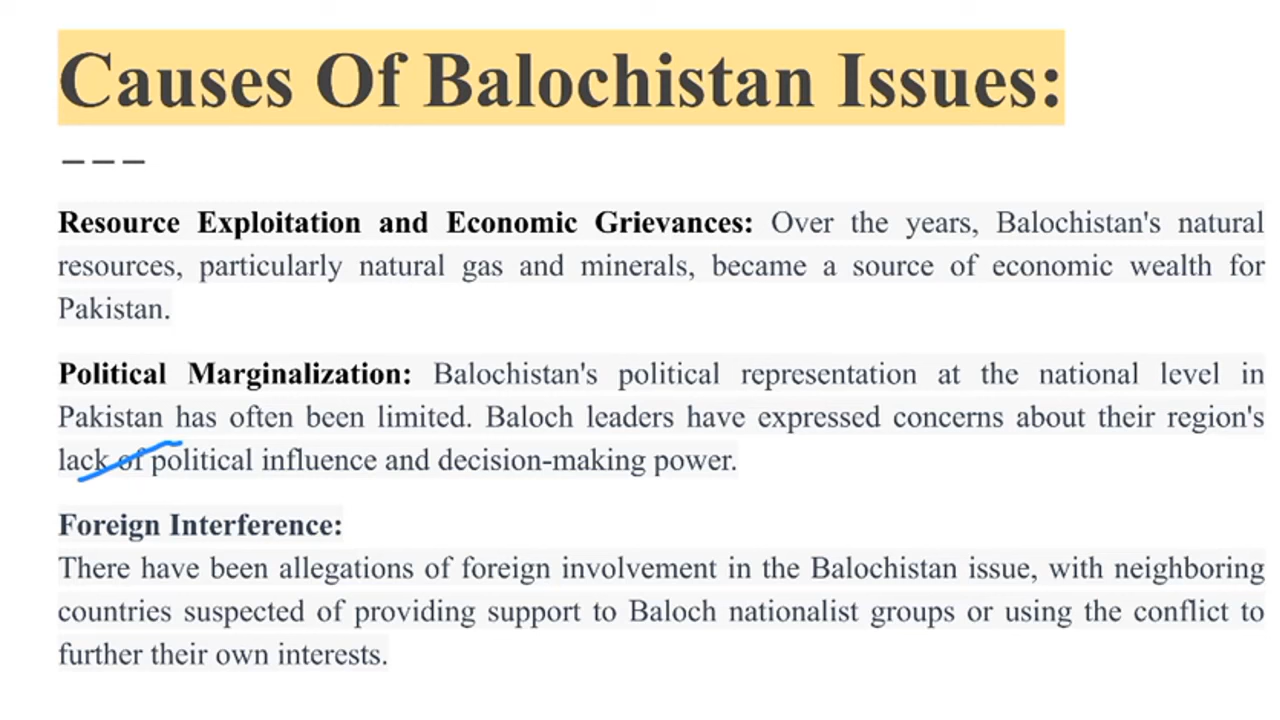 Causes Of Balochistan Issues:
Resource Exploitation and Economic Grievances: Over the years, Balochistan's natural
resources, particularly natural gas and minerals, became a source of economic wealth for
Pakistan.
Political Marginalization: Balochistan's political representation at the national level in
Pakistan has often been limited. Baloch leaders have expressed concerns about their region's
lack of political influence and decision-making power.
Foreign Interference:
There have been allegations of foreign involvement in the Balochistan issue, with neighboring
countries suspected of providing support to Baloch nationalist groups or using the conflict to
further their own interests.